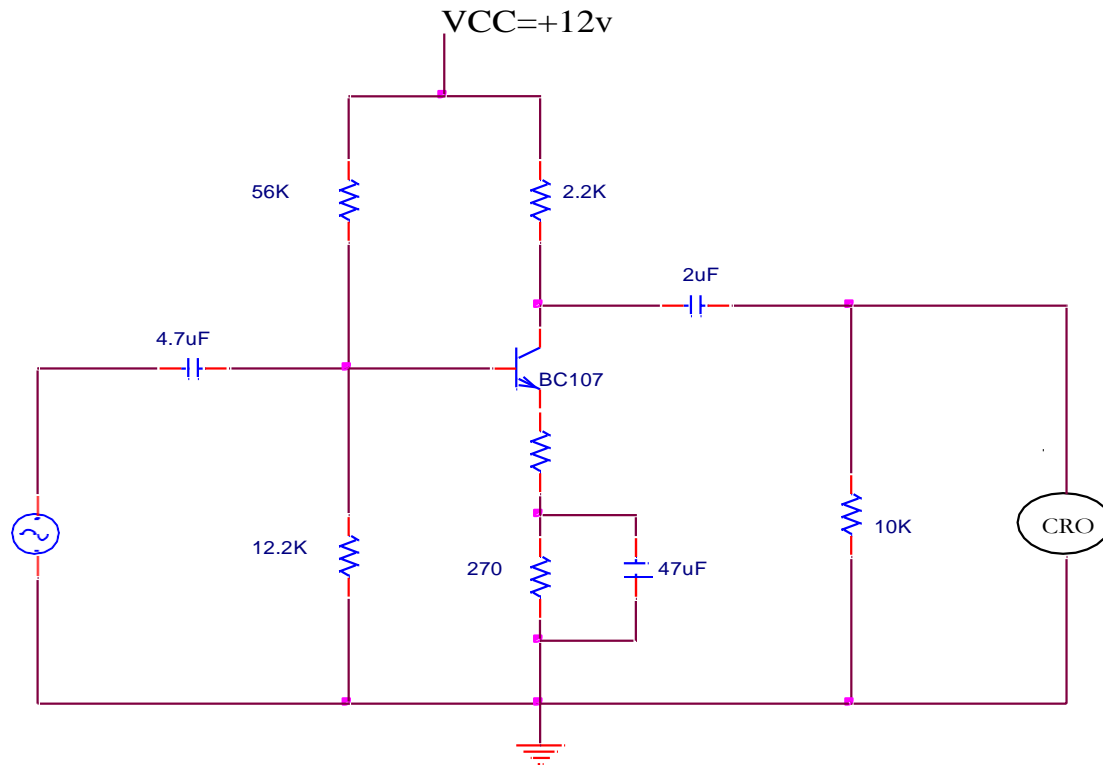 VCC=+12v
56K
2.2K
2uF
4.7uF
BC107
12.2K
270
47uF
10K
CRO